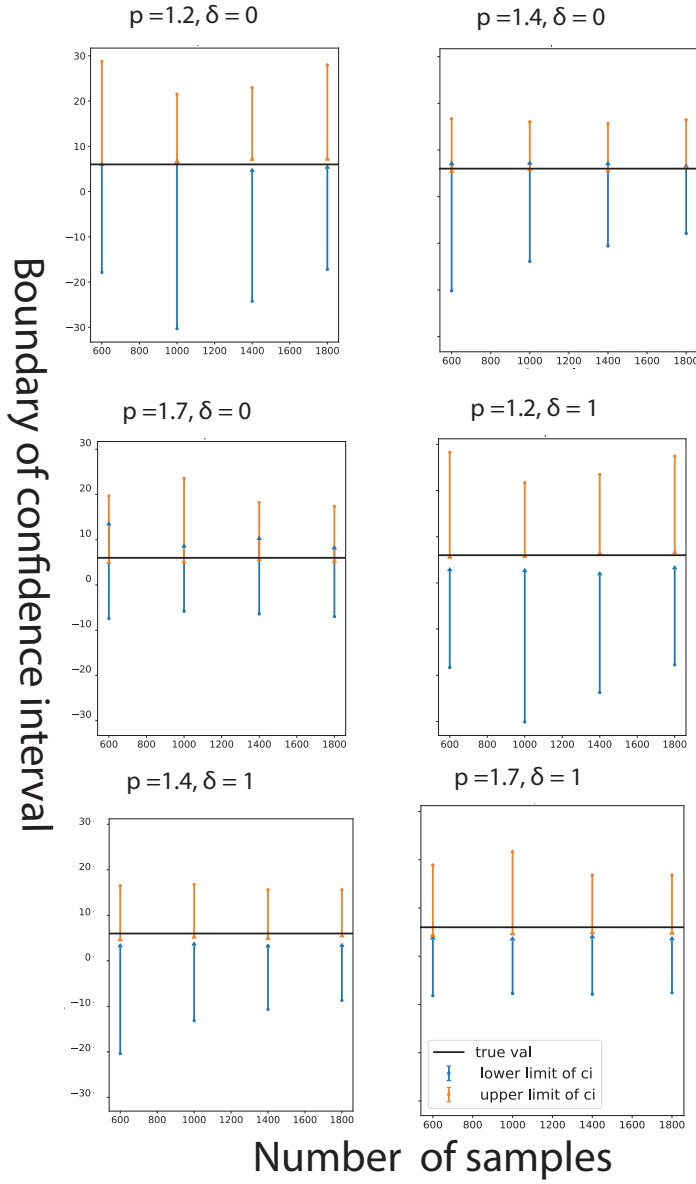 p =1.2, δ = 0
p =1.4, δ = 0
30
20
10
0
−10
−20
−30
600 800 1000 1200 1400 1600 1800
600 800 1000 1200 1400 1600 1800
p =1.7, δ = 0
p =1.2, δ = 1
30
20
10
0
−10
−20
−30
600 800 1000 1200 1400 1600 1800
600 800 1000 1200 1400 1600 1800
p =1.4, δ = 1
p =1.7, δ = 1
30
20
10
0
−10
−20
−30
true val
lower limit of ci
upper limit of ci
600 800 1000 1200 1400 1600 1800
600 800 1000 1200 1400 1600 1800
Boundary of confidence interval
Number of samples